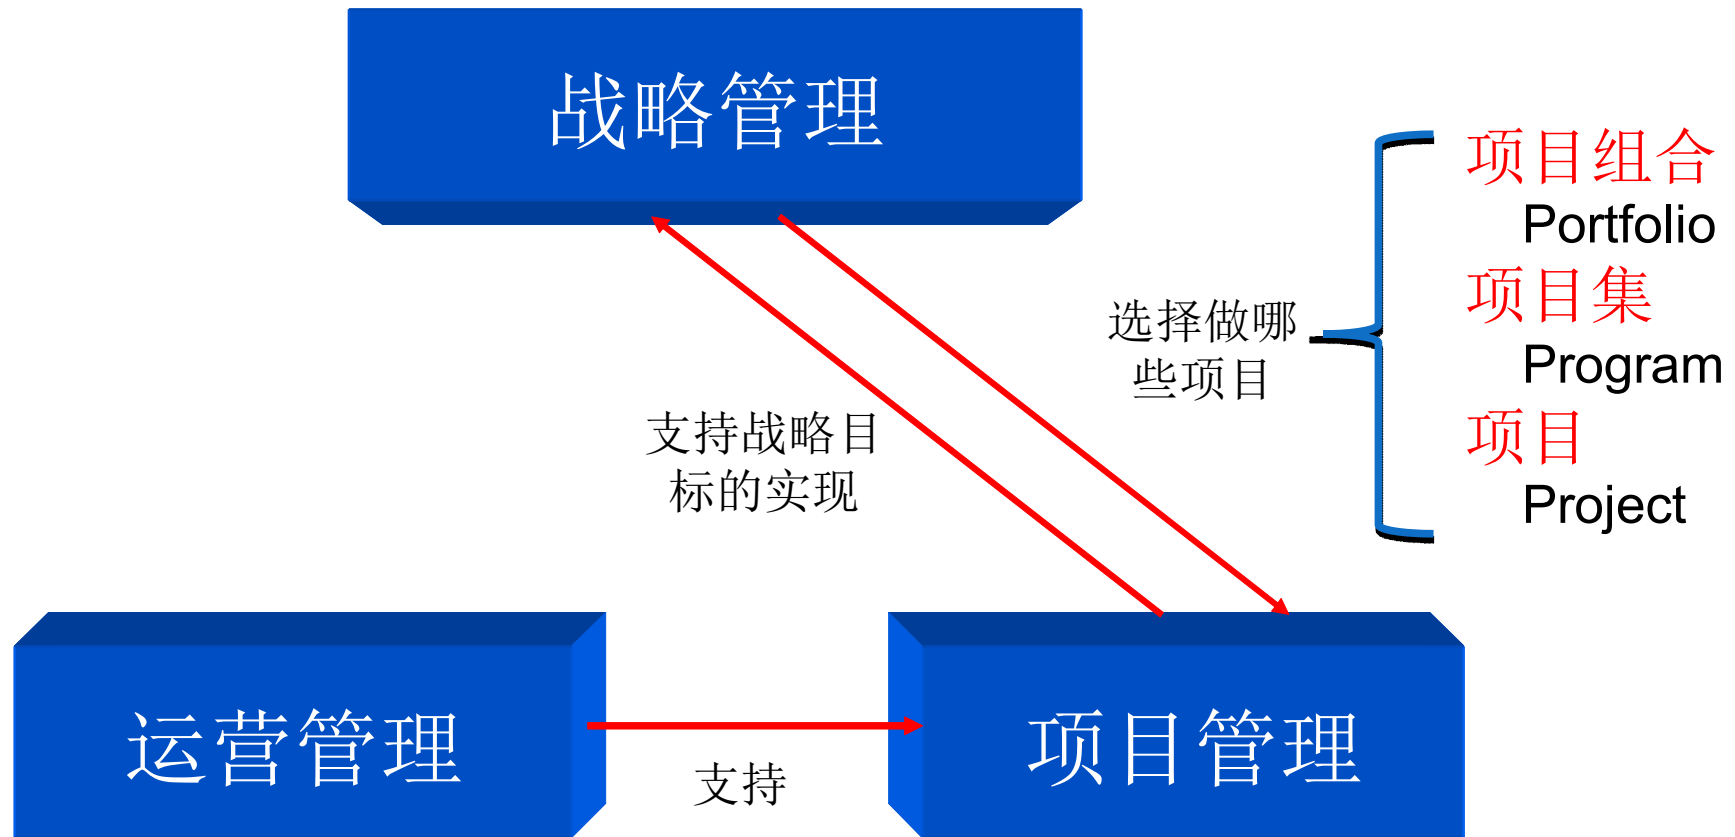 战略管理
项目组合
Portfolio
项目集
Program
项目
Project
选择做哪
些项目
支持战略目
标的实现
运营管理
支持
项目管理